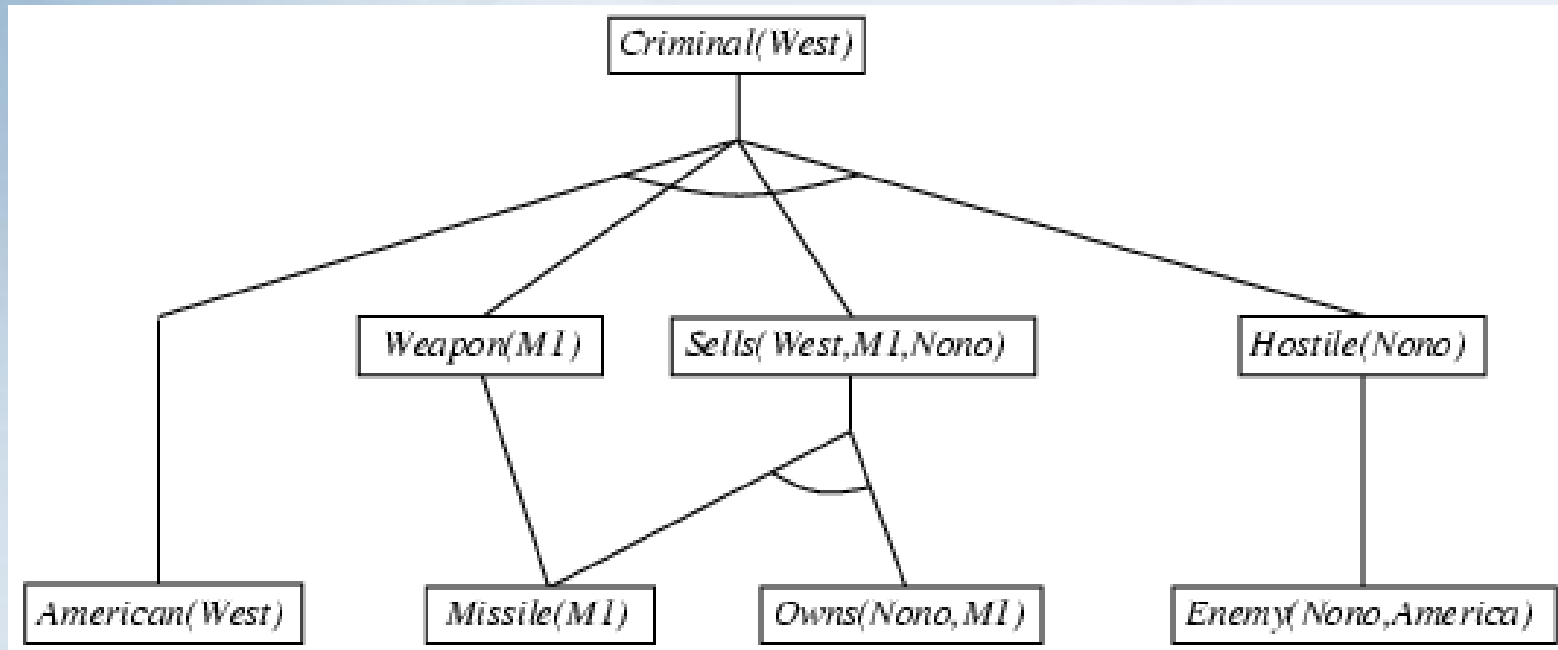 Criminal(West)
Weapon(M1)
Sells(West,M1,Nono)
Hostile(Nono)
American(West)
Missile(M1)
Owns(Nono,M1)
Enemy(Nono,America)